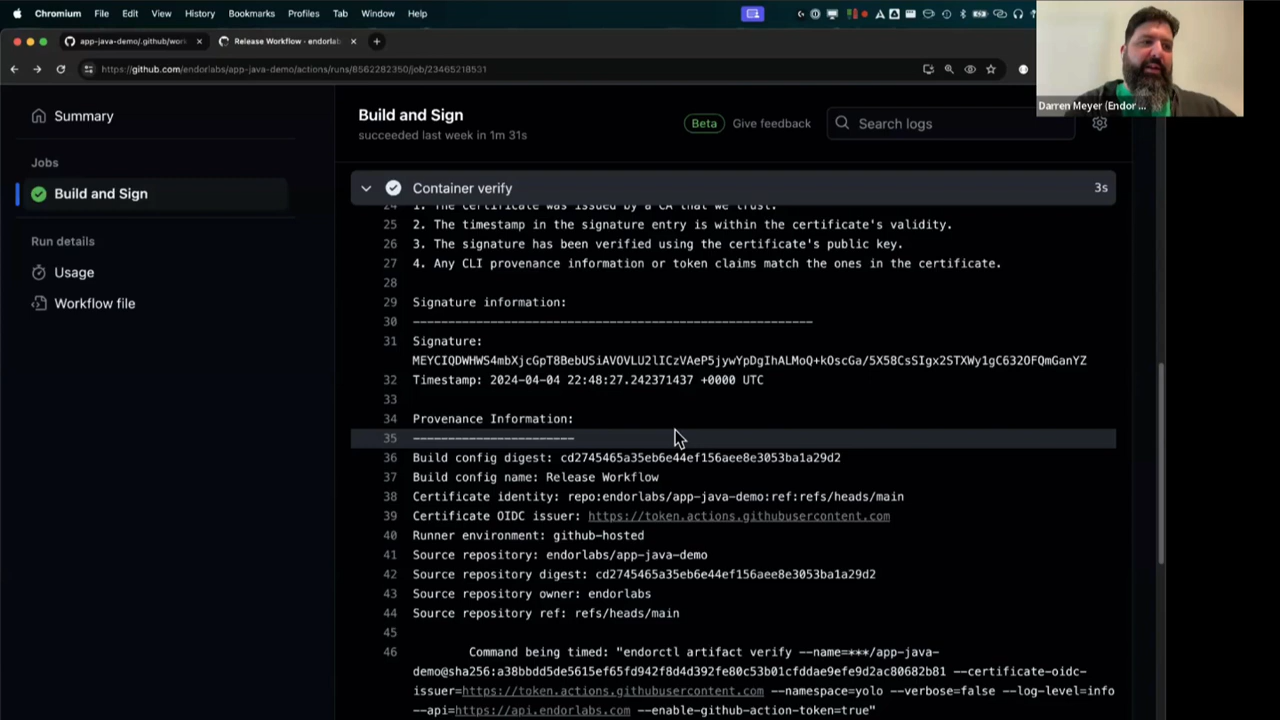 Chromium File Edit View History Bookmarks Profiles Tab Window Help
app-java-demo/.github/work
Release Workflow · endorlab
https://github.com/endorlabs/app-java-demo/actions/runs/8562282350/job/23465218531
Darren Meyer (Endor ...
Summary
Jobs
Build and Sign
Run details
Usage
Workflow file
Build and Sign
succeeded last week in 1m 31s
Beta
Give feedback
Search logs
Container verify
3s
24 1. The certificate was issued by a CA that we trust.
25 2. The timestamp in the signature entry is within the certificate's validity.
26 3. The signature has been verified using the certificate's public key.
27 4. Any CLI provenance information or token claims match the ones in the certificate.
28
29 Signature information:
30 ---------------------------------------------------------
31 Signature:
MEYCIQDWHWS4mbXjcGpT8BebUSiAVOVLU2lICzVAeP5jywYpDgIhALMoQ+kOscGa/5X58CsSIgx2STXWy1gC632OFQmGanYZ
32 Timestamp: 2024-04-04 22:48:27.242371437 +0000 UTC
33
34 Provenance Information:
35 -----------------------
36 Build config digest: cd2745465a35eb6e44ef156aee8e3053ba1a29d2
37 Build config name: Release Workflow
38 Certificate identity: repo:endorlabs/app-java-demo:ref:refs/heads/main
39 Certificate OIDC issuer: https://token.actions.githubusercontent.com
40 Runner environment: github-hosted
41 Source repository: endorlabs/app-java-demo
42 Source repository digest: cd2745465a35eb6e44ef156aee8e3053ba1a29d2
43 Source repository owner: endorlabs
44 Source repository ref: refs/heads/main
45
46 Command being timed: "endorctl artifact verify --name=***/app-java-
demo@sha256:a38bbdd5de5615ef65fd942f8d4d392fe80c53b01cfddae9efe9d2ac80682b81 --certificate-oidc-
issuer=https://token.actions.githubusercontent.com --namespace=yolo --verbose=false --log-level=info
--api=https://api.endorlabs.com --enable-github-action-token=true"